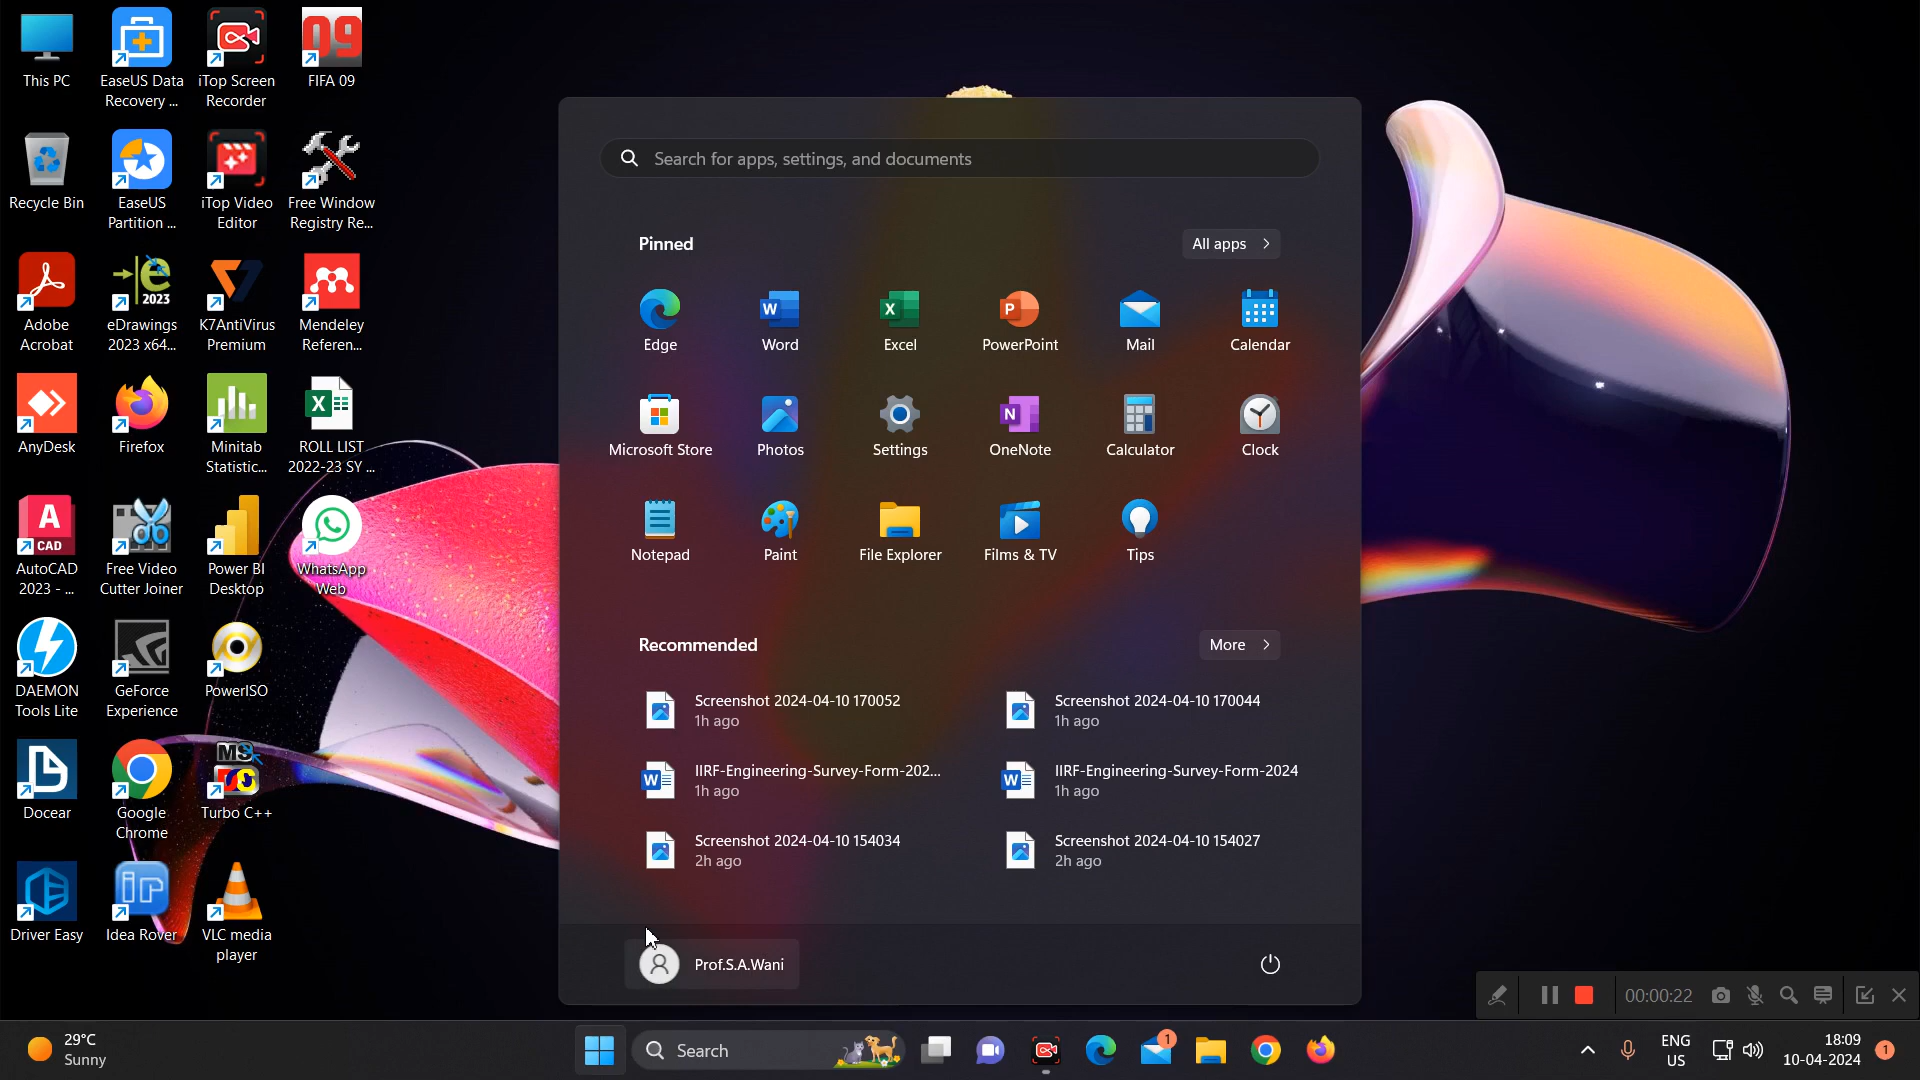 This PC
EaseUS Data
Recovery ...
iTop Screen
Recorder
09
FIFA 09
Recycle Bin
EaseUS
Partition ...
iTop Video
Editor
Free Window
Registry Re...
Adobe
Acrobat
2023
eDrawings
2023 x64...
K7AntiVirus
Premium
Mendeley
Referen...
AnyDesk
Firefox
Minitab
Statistic...
ROLL LIST
2022-23 SY ...
A
CAD
AutoCAD
2023 - ...
Free Video
Cutter Joiner
Power BI
Desktop
WhatsApp
Web
DAEMON
Tools Lite
GeForce
Experience
PowerISO
Docear
Google
Chrome
Turbo C++
Driver Easy
Idea Rover
VLC media
player
Search for apps, settings, and documents
Pinned
All apps
Edge
Word
Excel
PowerPoint
Mail
Calendar
Microsoft Store
Photos
Settings
OneNote
Calculator
Clock
Notepad
Paint
File Explorer
Films & TV
Tips
Recommended
More
Screenshot 2024-04-10 170052
1h ago
Screenshot 2024-04-10 170044
1h ago
IIRF-Engineering-Survey-Form-202...
1h ago
IIRF-Engineering-Survey-Form-2024
1h ago
Screenshot 2024-04-10 154034
2h ago
Screenshot 2024-04-10 154027
2h ago
Prof.S.A.Wani
00:00:22
29°C
Sunny
Search
1
ENG
US
18:09
10-04-2024
1